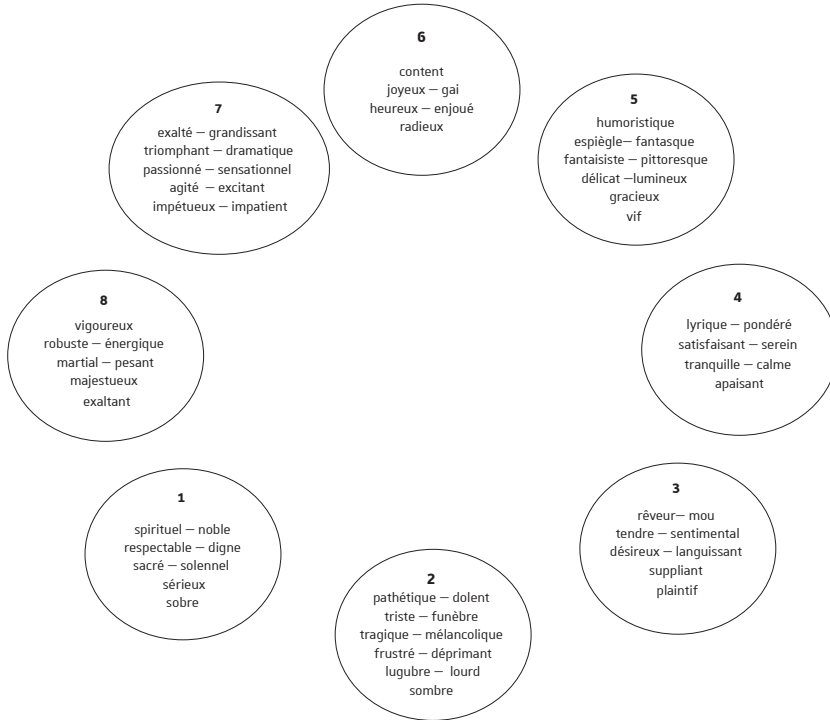 6
content
joyeux – gai
heureux – enjoué
radieux
7
exalté – grandissant
triomphant – dramatique
passionné – sensationnel
agité – excitant
impétueux – impatient
5
humoristique
espiègle– fantasque
fantaisiste – pittoresque
délicat –lumineux
gracieux
vif
8
vigoureux
robuste – énergique
martial – pesant
majestueux
exaltant
4
lyrique – pondéré
satisfaisant – serein
tranquille – calme
apaisant
1
spirituel – noble
respectable – digne
sacré – solennel
sérieux
sobre
3
rêveur– mou
tendre – sentimental
désireux – languissant
suppliant
plaintif
2
pathétique – dolent
triste – funèbre
tragique – mélancolique
frustré – déprimant
lugubre – lourd
sombre